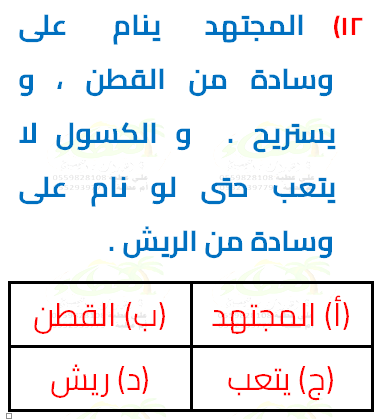 ١٢) المجتهد ينام على
وسادة من القطن ، و
يستريح . و الكسول لا
يتعب حتى لو نام على
وسادة من الريش .
(أ) المجتهد (ب) القطن
(ج) يتعب (د) ريش